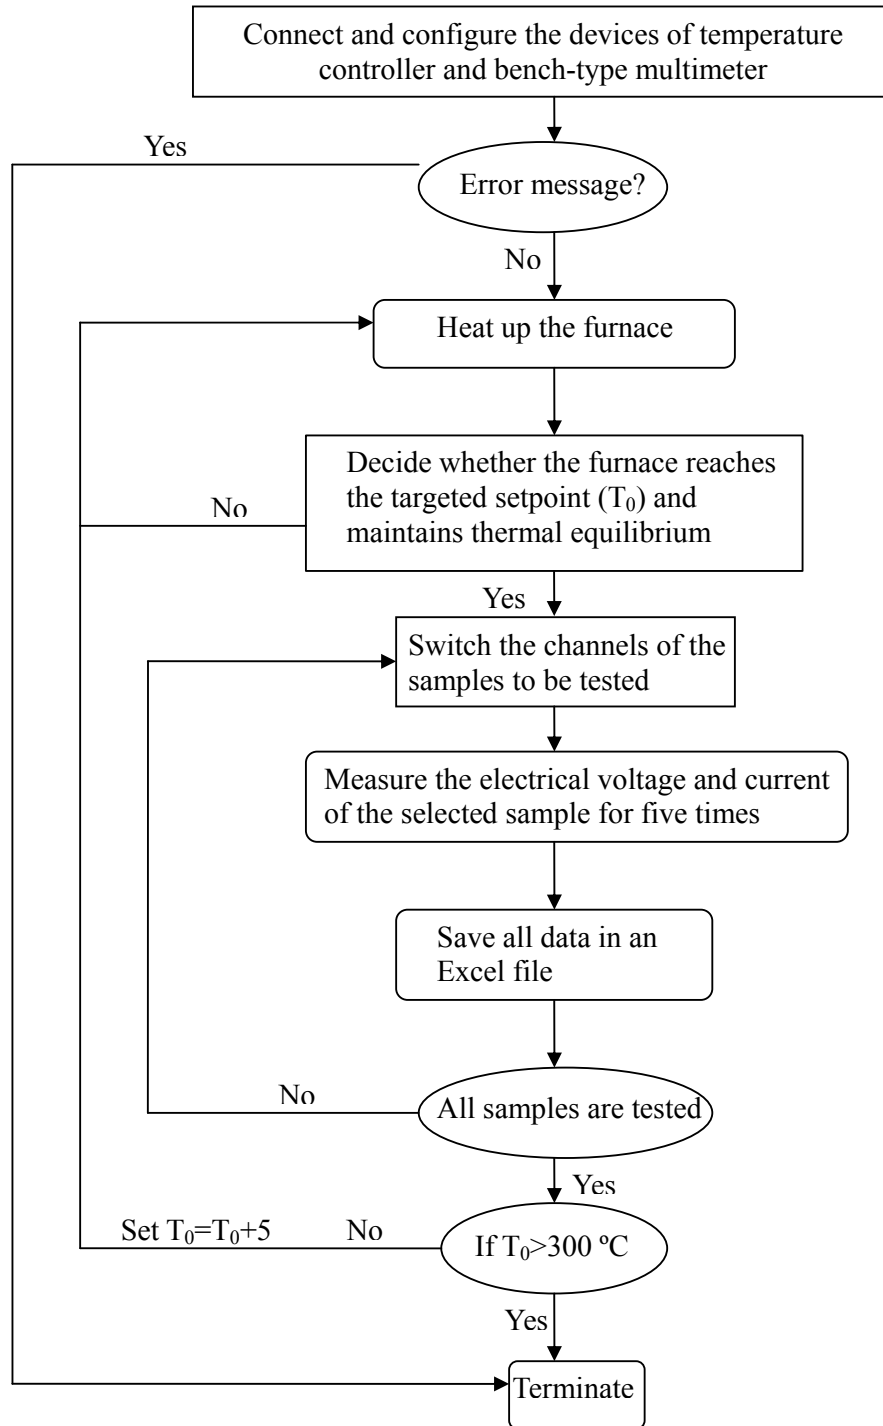 Connect and configure the devices of temperature
controller and bench-type multimeter
Yes
Error message?
No
Heat up the furnace
Decide whether the furnace reaches
the targeted setpoint (T₀) and
maintains thermal equilibrium
No
Yes
Switch the channels of the
samples to be tested
Measure the electrical voltage and current
of the selected sample for five times
Save all data in an
Excel file
No
All samples are tested
Yes
Set T₀=T₀+5
No
If T₀>300 ºC
Yes
Terminate